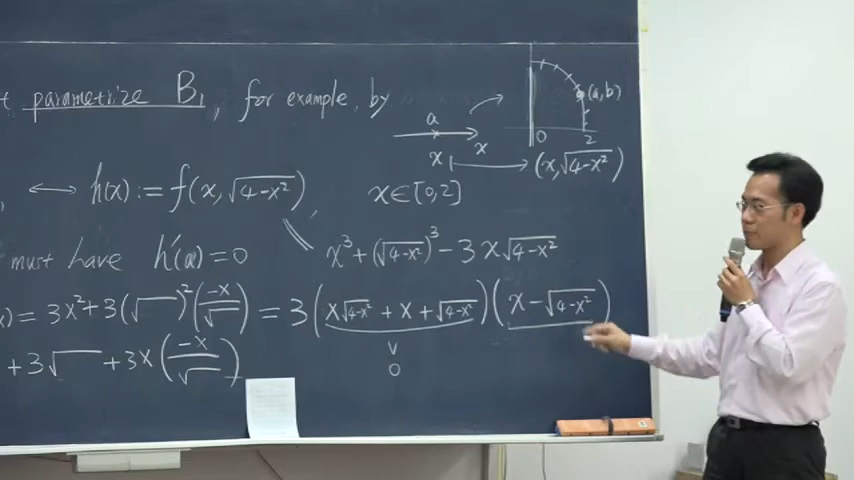 t parametrize B₁, for example, by
(a,b)
a
x
0 2
x ↦ (x,√(4-x²))
, ⟷ h(x) := f(x,√(4-x²)), x∈[0,2]
x³+(√(4-x²))³-3x√(4-x²)
must have h'(a)=0
(x)=3x²+3(√ )²(-x/√ ) = 3(x√(4-x²) + x + √(4-x²))(x-√(4-x²))
+3√ +3x(-x/√ )
∨
0